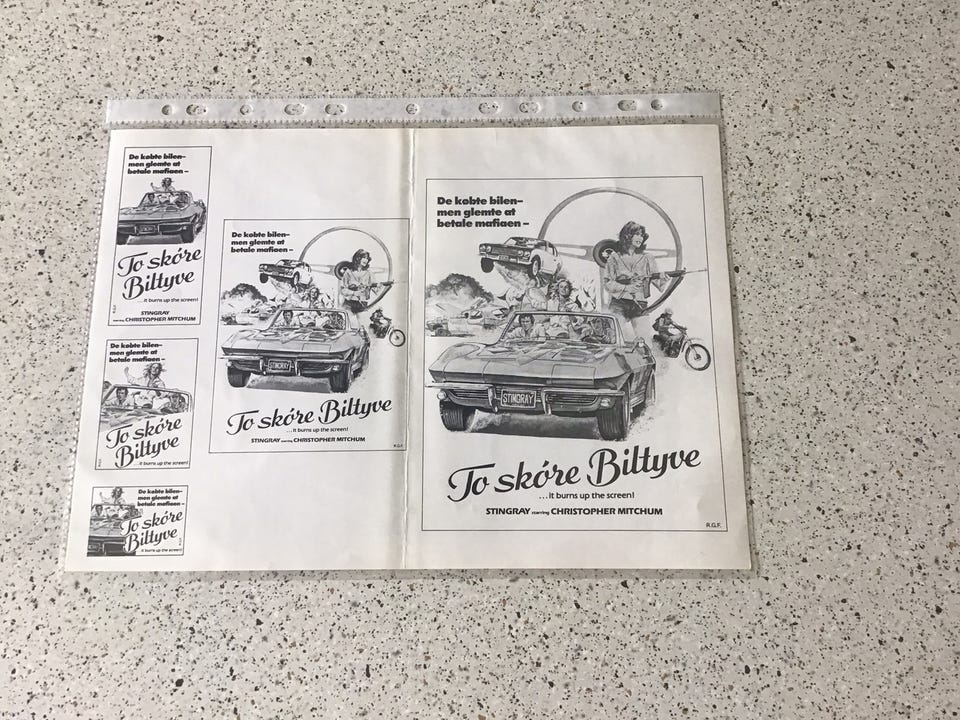 De købte bilen–
men glemte at
betale mafiaen –
To skóre
Biltyve
...it burns up the screen!
STINGRAY
starring CHRISTOPHER MITCHUM
R.G.F.
De købte bilen–
men glemte at
betale mafiaen –
To skóre
Biltyve
...it burns up the screen!
R.G.F.
De købte bilen–
men glemte at
betale mafiaen –
To skóre
Biltyve
it burns up the screen!
De købte bilen–
men glemte at
betale mafiaen –
STINGRAY
To skóre Biltyve
...it burns up the screen!
STINGRAY starring CHRISTOPHER MITCHUM
R.G.F.
De købte bilen–
men glemte at
betale mafiaen –
STINGRAY
To skóre Biltyve
...it burns up the screen!
STINGRAY starring CHRISTOPHER MITCHUM
R.G.F.